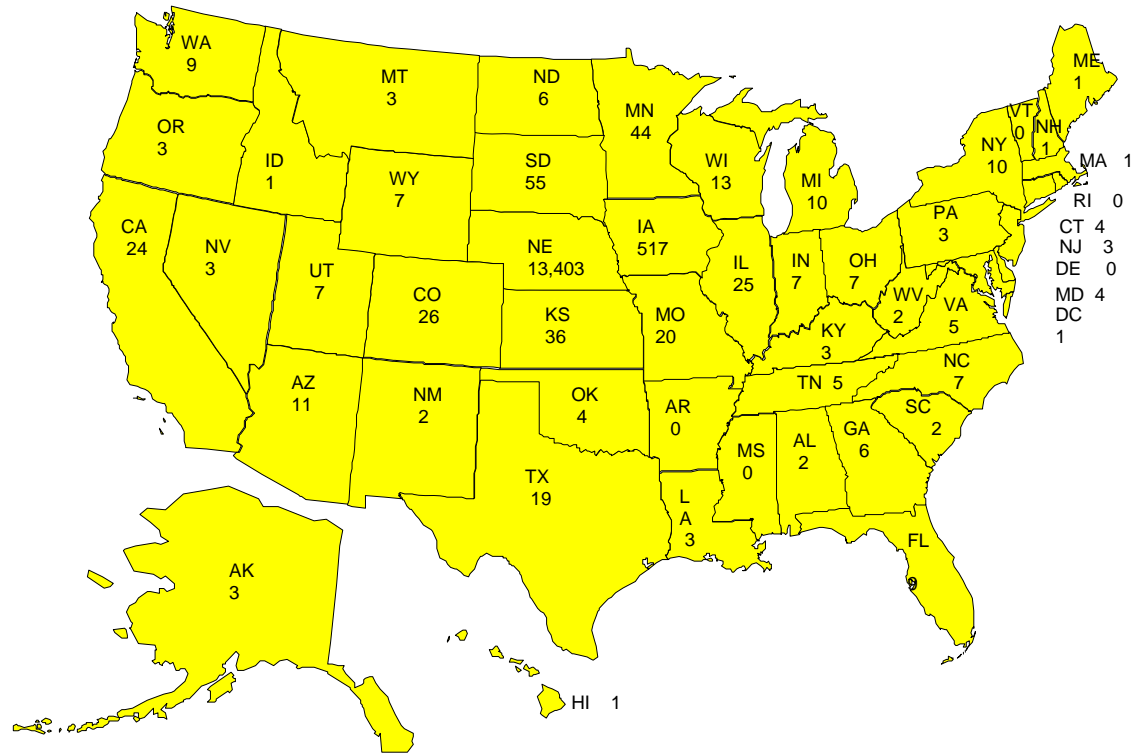 WA
9
MT
3
ND
6
MN
44
ME
1
VT
0
NH
1
OR
3
ID
1
WY
7
SD
55
WI
13
MI
10
NY
10
MA 1
RI 0
CT 4
NJ 3
DE 0
MD 4
DC
1
CA
24
NV
3
UT
7
CO
26
NE
13,403
IA
517
IL
25
IN
7
OH
7
PA
3
WV
2
VA
5
KS
36
MO
20
KY
3
AZ
11
NM
2
OK
4
AR
0
TN 5
NC
7
SC
2
TX
19
L
A
3
MS
0
AL
2
GA
6
FL
9
AK
3
HI 1